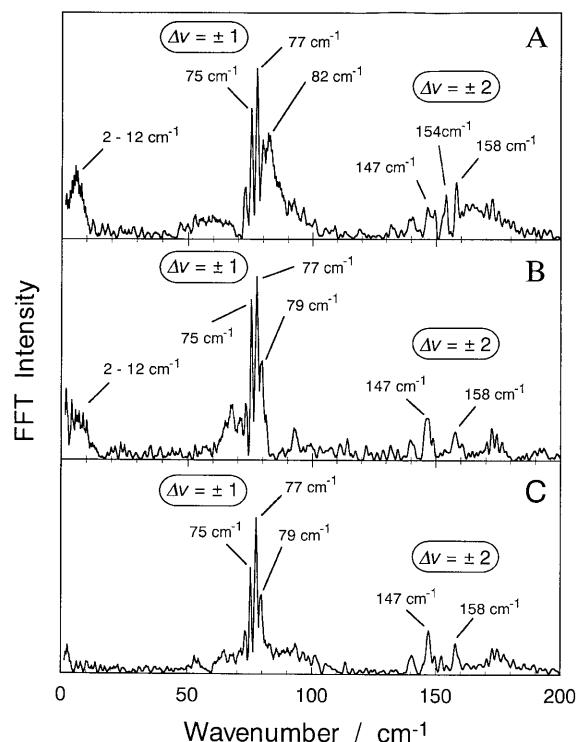 Δv = ± 1
77 cm-1
A
75 cm-1
82 cm-1
Δv = ± 2
2 - 12 cm-1
154cm-1
147 cm-1
158 cm-1
Δv = ± 1
77 cm-1
B
75 cm-1
79 cm-1
Δv = ± 2
2 - 12 cm-1
147 cm-1
158 cm-1
Δv = ± 1
77 cm-1
C
75 cm-1
79 cm-1
Δv = ± 2
147 cm-1
158 cm-1
FFT Intensity
0 50 100 150 200
Wavenumber / cm-1